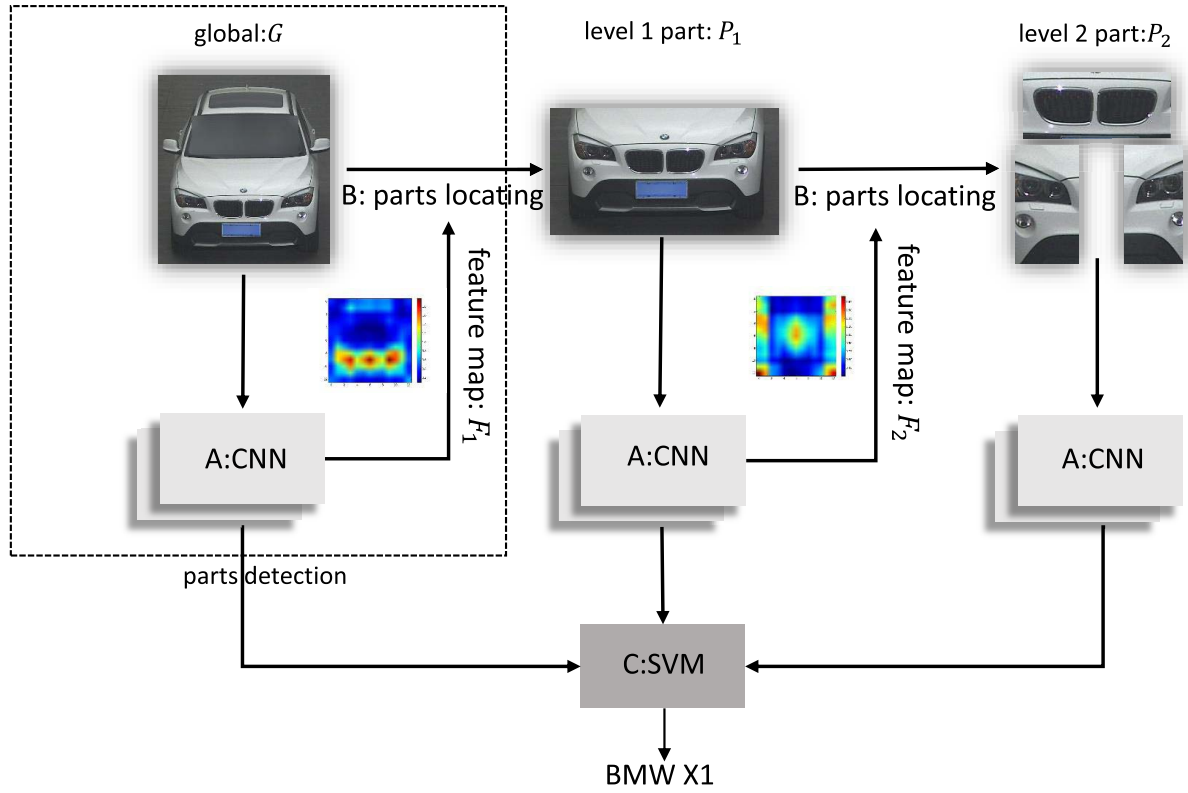 global:G
level 1 part: P₁
level 2 part:P₂
B: parts locating
B: parts locating
feature map: F₁
feature map: F₂
A:CNN
A:CNN
A:CNN
parts detection
C:SVM
BMW X1